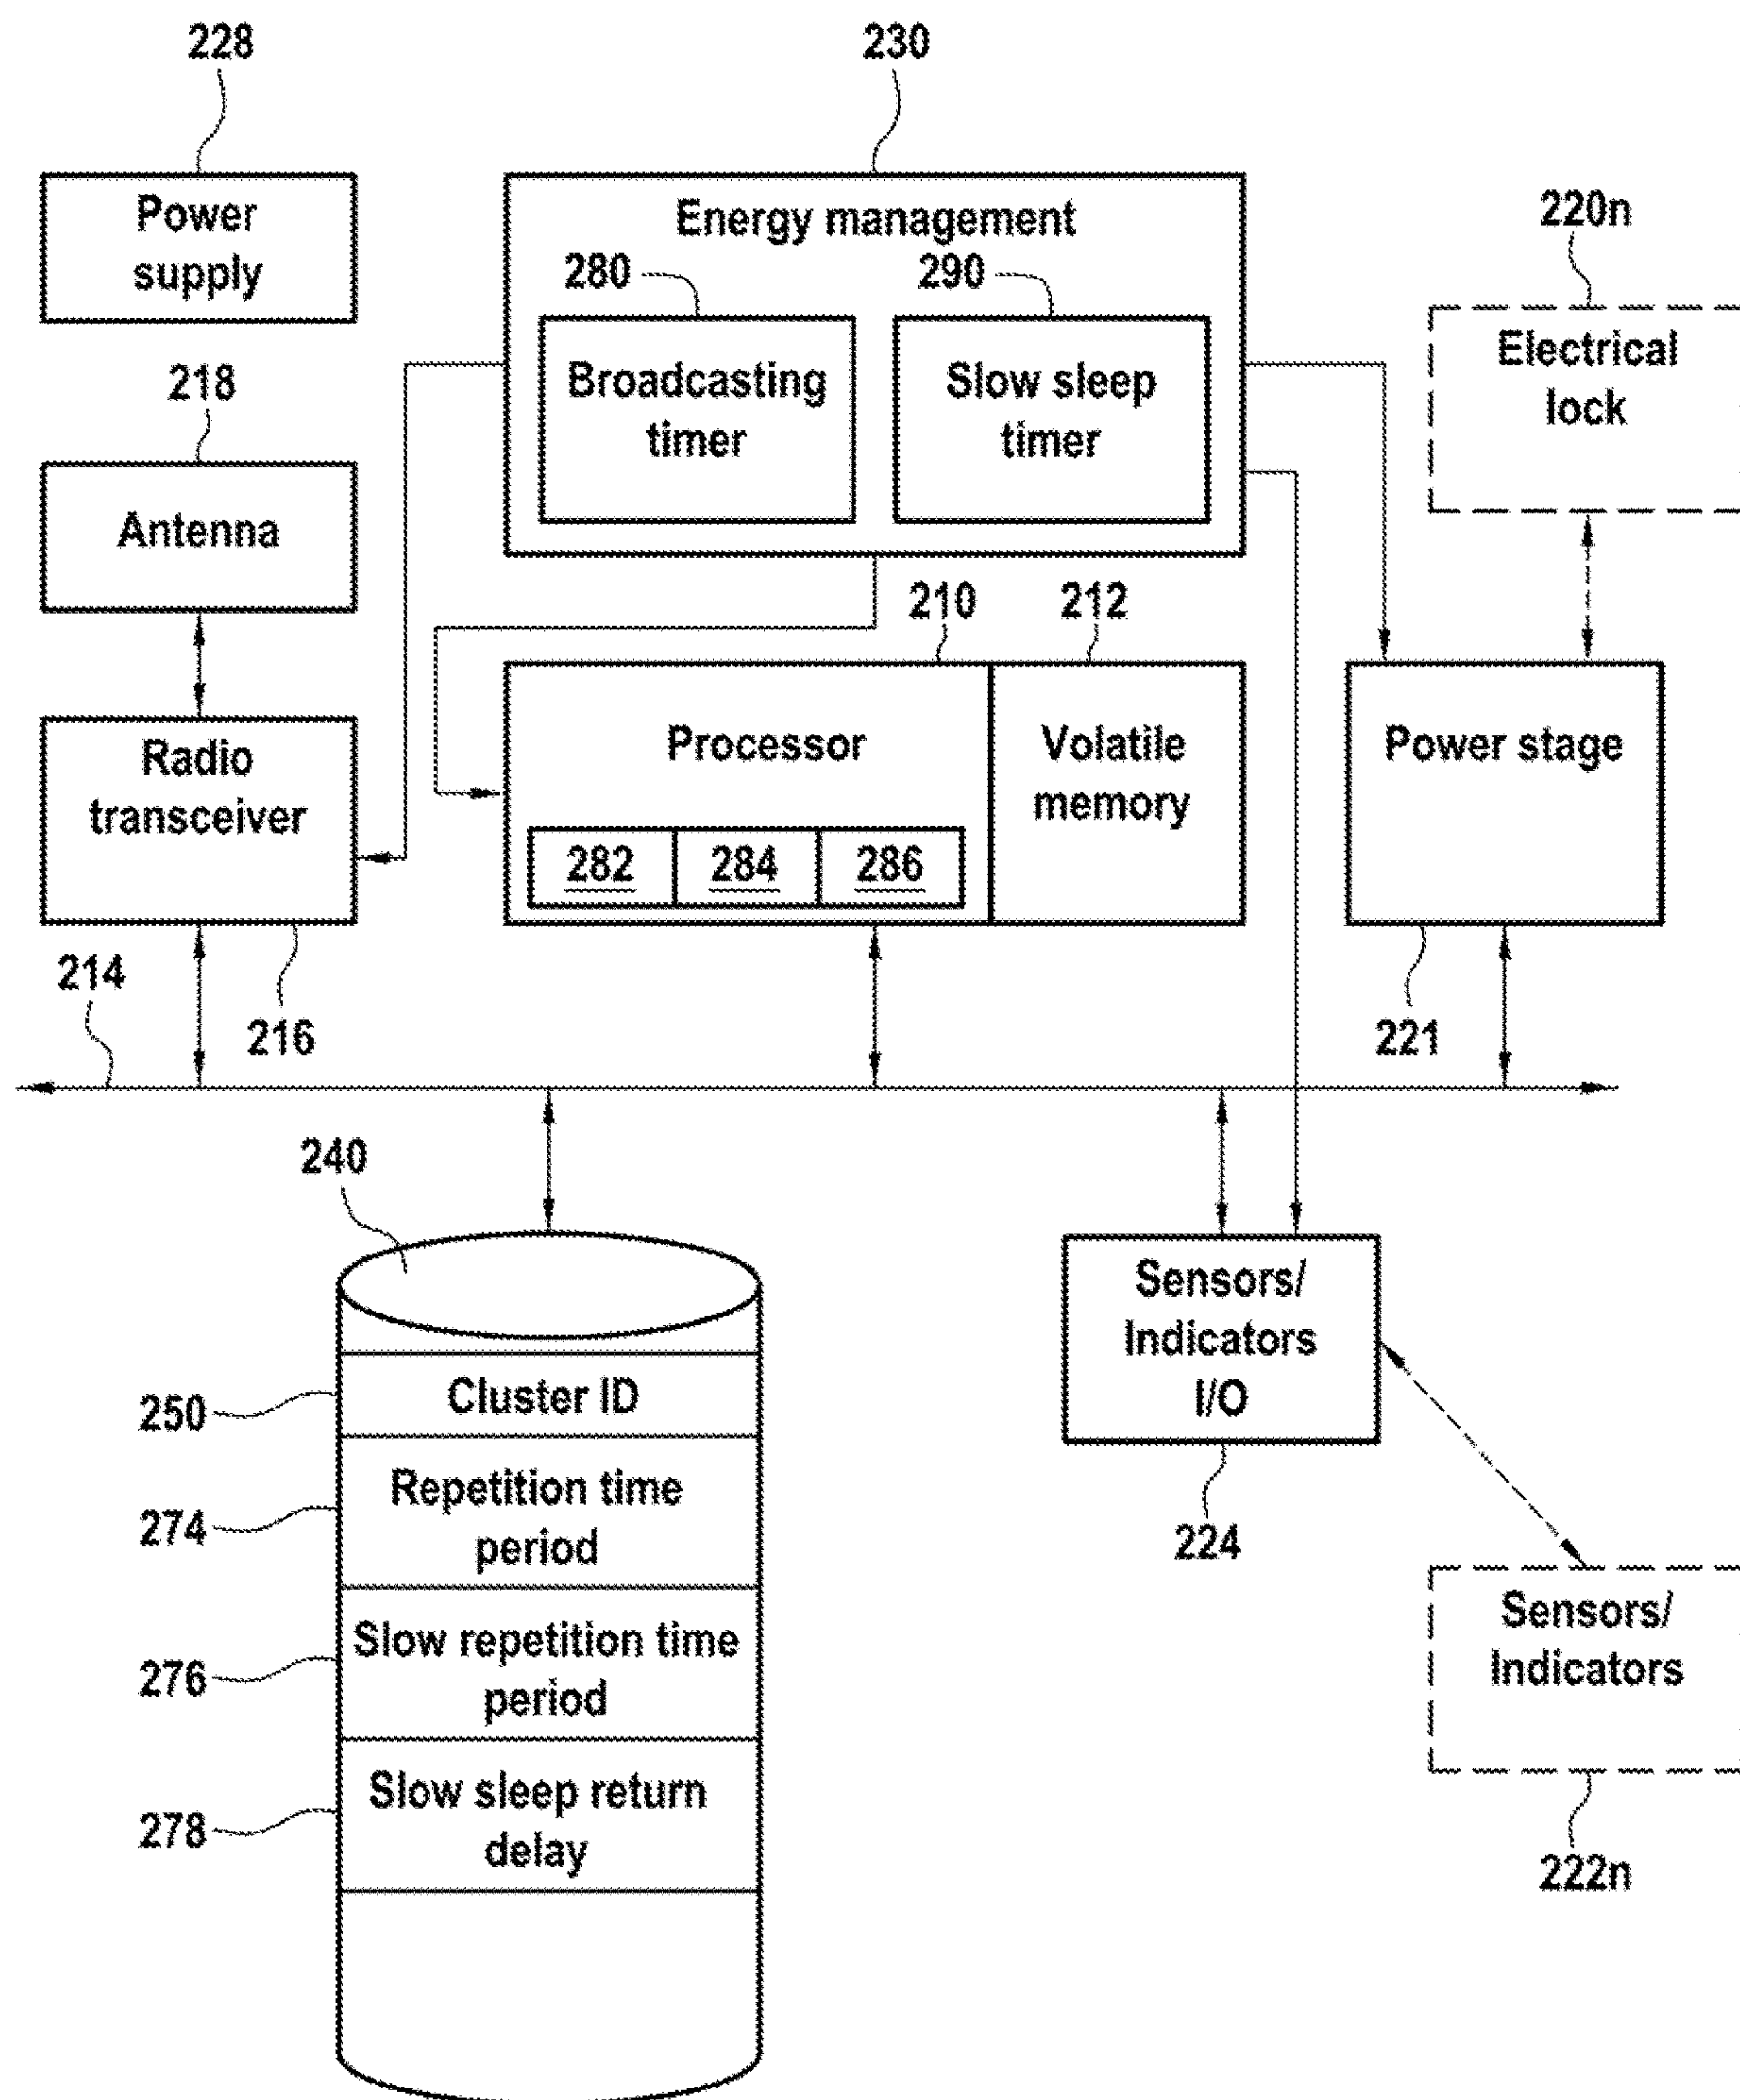 228
230
Power
supply
Energy management
220n
280
290
Electrical
lock
218
Broadcasting
timer
Slow sleep
timer
Antenna
210
212
Radio
transceiver
Processor
Volatile
memory
Power stage
282
284
286
214
216
221
240
Sensors/
Indicators
I/O
250
Cluster ID
274
Repetition time
period
224
276
Slow repetition time
period
Sensors/
Indicators
278
Slow sleep return
delay
222n